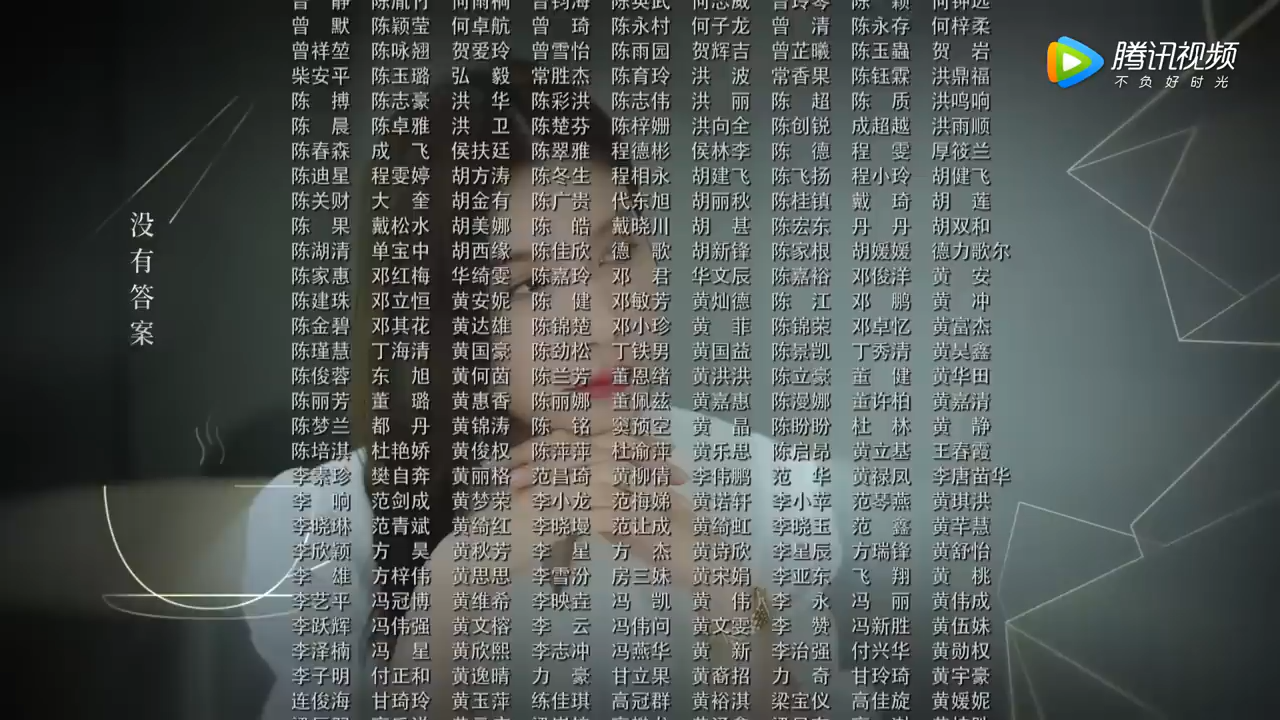 曾　默　陈颖莹　何卓航　曾　琦　陈永村　何子龙　曾　清　陈永存　何梓柔
曾祥堃　陈咏翘　贺爱玲　曾雪怡　陈雨园　贺辉吉　曾芷曦　陈玉蟲　贺　岩
柴安平　陈玉璐　弘　毅　常胜杰　陈育玲　洪　波　常香果　陈钰霖　洪鼎福
陈　搏　陈志豪　洪　华　陈彩洪　陈志伟　洪　丽　陈　超　陈　质　洪鸣响
陈　晨　陈卓雅　洪　卫　陈楚芬　陈梓姗　洪向全　陈创锐　成超越　洪雨顺
陈春森　成　飞　侯扶廷　陈翠雅　程德彬　侯林李　陈　德　程　雯　厚筱兰
陈迪星　程雯婷　胡方涛　陈冬生　程相永　胡建飞　陈飞扬　程小玲　胡健飞
陈关财　大　奎　胡金有　陈广贵　代东旭　胡丽秋　陈桂镇　戴　琦　胡　莲
陈　果　戴松水　胡美娜　陈　皓　戴晓川　胡　甚　陈宏东　丹　丹　胡双和
陈湖清　单宝中　胡西缘　陈佳欣　德　歌　胡新锋　陈家根　胡媛媛　德力歌尔
陈家惠　邓红梅　华绮雯　陈嘉玲　邓　君　华文辰　陈嘉裕　邓俊洋　黄　安
陈建珠　邓立恒　黄安妮　陈　健　邓敏芳　黄灿德　陈　江　邓　鹏　黄　冲
陈金碧　邓其花　黄达雄　陈锦楚　邓小珍　黄　菲　陈锦荣　邓卓忆　黄富杰
陈瑾慧　丁海清　黄国豪　陈劲松　丁铁男　黄国益　陈景凯　丁秀清　黄昊鑫
陈俊蓉　东　旭　黄何茵　陈兰芳　董恩绪　黄洪洪　陈立豪　董　健　黄华田
陈丽芳　董　璐　黄惠香　陈丽娜　董佩兹　黄嘉惠　陈漫娜　董许柏　黄嘉清
陈梦兰　都　丹　黄锦涛　陈　铭　窦预空　黄　晶　陈盼盼　杜　林　黄　静
陈培淇　杜艳娇　黄俊权　陈萍萍　杜渝萍　黄乐思　陈启昂　黄立基　王春霞
李素珍　樊自奔　黄丽格　范昌琦　黄柳倩　李伟鹏　范　华　黄禄凤　李唐苗华
李　响　范剑成　黄梦荣　李小龙　范梅娣　黄诺轩　李小苹　范琴燕　黄琪洪
李晓琳　范青斌　黄绮红　李晓墁　范让成　黄绮虹　李晓玉　范　鑫　黄芊慧
李欣颖　方　昊　黄秋芳　李　星　方　杰　黄诗欣　李星辰　方瑞锋　黄舒怡
李　雄　方梓伟　黄思思　李雪汾　房三妹　黄宋娟　李亚东　飞　翔　黄　桃
李艺平　冯冠博　黄维希　李映垚　冯　凯　黄　伟　李　永　冯　丽　黄伟成
李跃辉　冯伟强　黄文榕　李　云　冯伟问　黄文雯　李　赞　冯新胜　黄伍妹
李泽楠　冯　星　黄欣熙　李志冲　冯燕华　黄　新　李治强　付兴华　黄勋权
李子明　付正和　黄逸晴　力　豪　甘立果　黄裔招　力　奇　甘玲琦　黄宇豪
连俊海　甘琦玲　黄玉萍　练佳琪　高冠群　黄裕淇　梁宝仪　高佳旋　黄媛妮
没有答案
腾讯视频
不负好时光